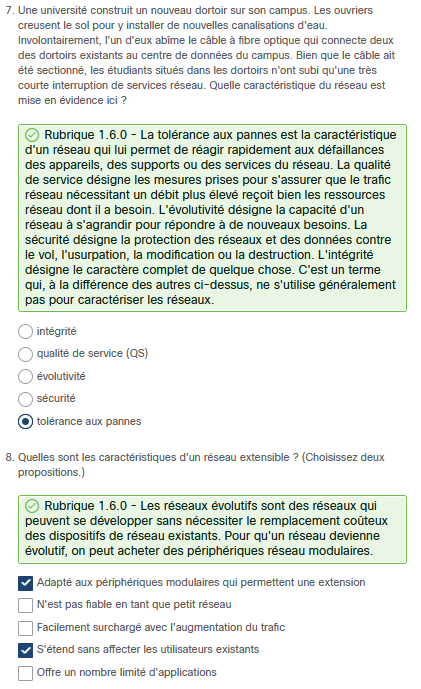 7. Une université construit un nouveau dortoir sur son campus. Les ouvriers
creusent le sol pour y installer de nouvelles canalisations d'eau.
Involontairement, l'un d'eux abîme le câble à fibre optique qui connecte deux
des dortoirs existants au centre de données du campus. Bien que le câble ait
été sectionné, les étudiants situés dans les dortoirs n'ont subi qu'une très
courte interruption de services réseau. Quelle caractéristique du réseau est
mise en évidence ici ?
Rubrique 1.6.0 - La tolérance aux pannes est la caractéristique
d'un réseau qui lui permet de réagir rapidement aux défaillances
des appareils, des supports ou des services du réseau. La qualité
de service désigne les mesures prises pour s'assurer que le trafic
réseau nécessitant un débit plus élevé reçoit bien les ressources
réseau dont il a besoin. L'évolutivité désigne la capacité d'un
réseau à s'agrandir pour répondre à de nouveaux besoins. La
sécurité désigne la protection des réseaux et des données contre
le vol, l'usurpation, la modification ou la destruction. L'intégrité
désigne le caractère complet de quelque chose. C'est un terme
qui, à la différence des autres ci-dessus, ne s'utilise généralement
pas pour caractériser les réseaux.
intégrité
qualité de service (QS)
évolutivité
sécurité
tolérance aux pannes
8. Quelles sont les caractéristiques d'un réseau extensible ? (Choisissez deux
propositions.)
Rubrique 1.6.0 - Les réseaux évolutifs sont des réseaux qui
peuvent se développer sans nécessiter le remplacement coûteux
des dispositifs de réseau existants. Pour qu'un réseau devienne
évolutif, on peut acheter des périphériques réseau modulaires.
Adapté aux périphériques modulaires qui permettent une extension
N'est pas fiable en tant que petit réseau
Facilement surchargé avec l'augmentation du trafic
S'étend sans affecter les utilisateurs existants
Offre un nombre limité d'applications